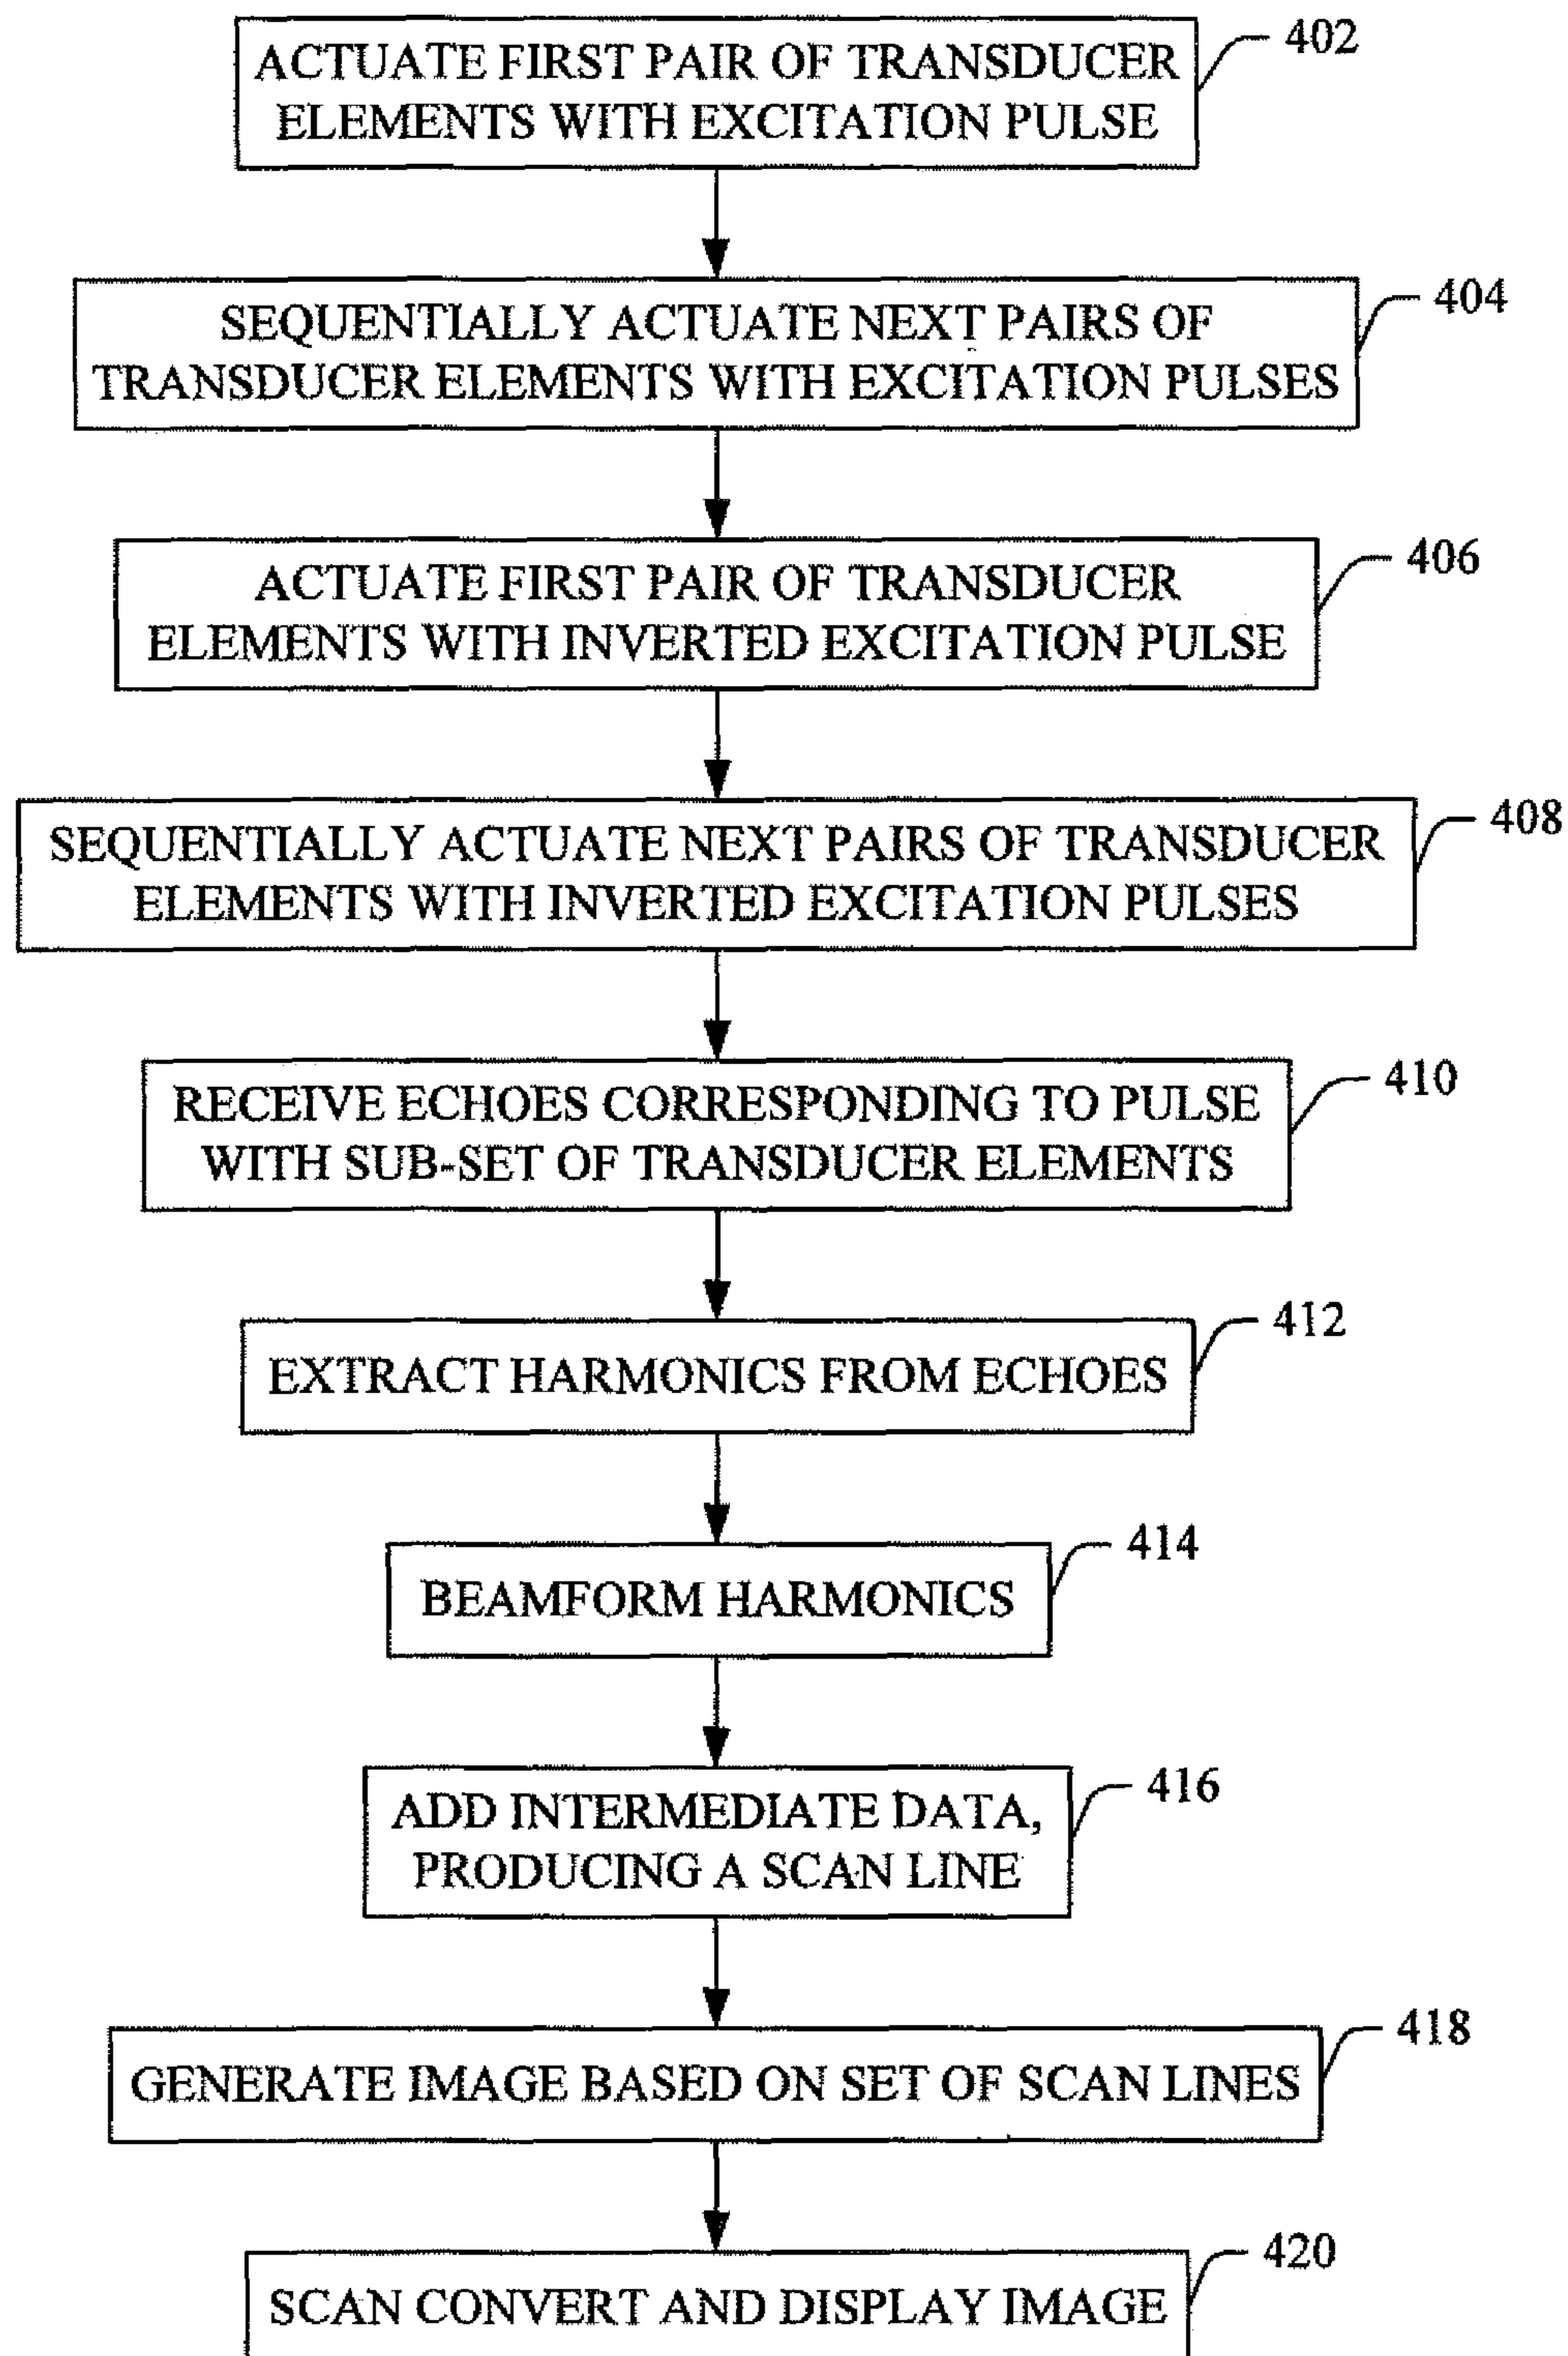 402
ACTUATE FIRST PAIR OF TRANSDUCER
ELEMENTS WITH EXCITATION PULSE
404
SEQUENTIALLY ACTUATE NEXT PAIRS OF
TRANSDUCER ELEMENTS WITH EXCITATION PULSES
406
ACTUATE FIRST PAIR OF TRANSDUCER
ELEMENTS WITH INVERTED EXCITATION PULSE
408
SEQUENTIALLY ACTUATE NEXT PAIRS OF TRANSDUCER
ELEMENTS WITH INVERTED EXCITATION PULSES
410
RECEIVE ECHOES CORRESPONDING TO PULSE
WITH SUB-SET OF TRANSDUCER ELEMENTS
412
EXTRACT HARMONICS FROM ECHOES
414
BEAMFORM HARMONICS
416
ADD INTERMEDIATE DATA,
PRODUCING A SCAN LINE
418
GENERATE IMAGE BASED ON SET OF SCAN LINES
420
SCAN CONVERT AND DISPLAY IMAGE